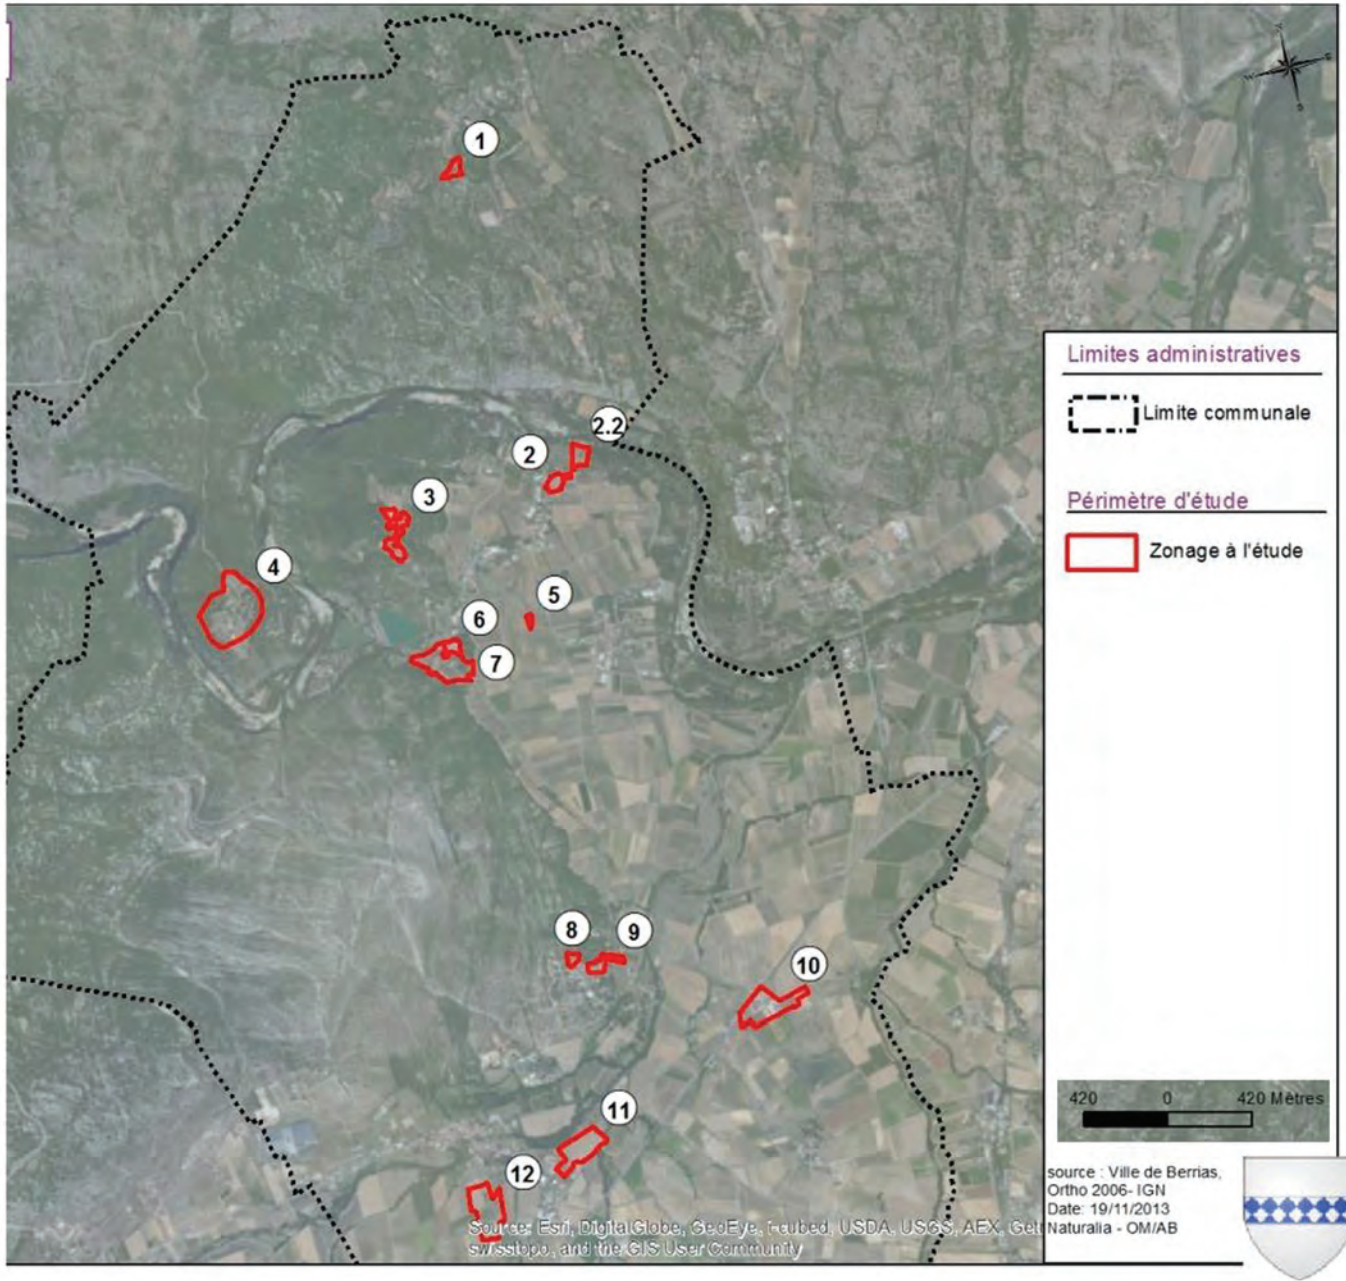 1
2.2
2
3
4
5
6
7
8
9
10
11
12
Limites administratives
Limite communale
Périmètre d'étude
Zonage à l'étude
420 0 420 Mètres
source : Ville de Berrias,
Ortho 2006- IGN
Date: 19/11/2013
Naturalia - OM/AB
Source: Esri, DigitalGlobe, GeoEye, i-cubed, USDA, USGS, AEX, Get
swisstopo, and the GIS User Community